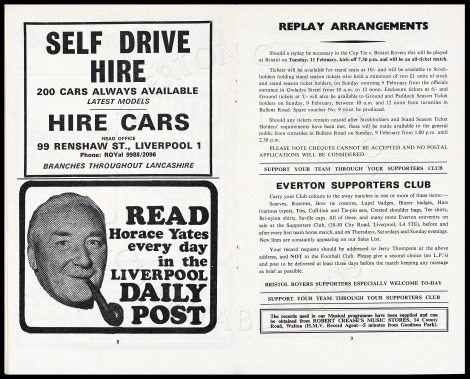 SELF DRIVE
HIRE
200 CARS ALWAYS AVAILABLE
LATEST MODELS
HIRE CARS
HEAD OFFICE
99 RENSHAW ST., LIVERPOOL 1
Phone: ROYal 9988/2096
BRANCHES THROUGHOUT LANCASHIRE
READ
Horace Yates
every day
in the
LIVERPOOL
DAILY
POST
8
REPLAY ARRANGEMENTS
Should a replay be necessary in the Cup Tie v. Bristol Rovers this will be played
at Bristol on Tuesday, 11 February, kick-off 7.30 p.m. and will be an all-ticket match.
Tickets will be available for stand seats at 10/- and will be available to Stock-
holders holding stand season tickets who hold a minimum of two £1 units of stock
and stand season ticket holders, on Sunday morning 9 February from the officials
entrance in Goodison Street from 10 a.m. to 12 noon. Enclosure tickets at 6/- and
Ground tickets at 5/- will also be available to Ground and Paddock Season Ticket
holders on Sunday, 9 February, between 10 a.m. and 12 noon from turnstiles in
Bullens Road. Spare voucher No. 9 must be produced.
Should any tickets remain unsold after Stockholders and Stand Season Ticket
Holders' requirements have been met, these will be made available to the general
public from turnstiles in Bullens Road on Sunday, 9 February from 1.00 p.m. until
2.30 p.m.
PLEASE NOTE CHEQUES CANNOT BE ACCEPTED AND NO POSTAL
APPLICATIONS WILL BE CONSIDERED.
SUPPORT YOUR TEAM THROUGH YOUR SUPPORTERS CLUB
EVERTON SUPPORTERS CLUB
Carry your Club colours to the away matches in one or more of these items:—
Scarves, Rosettes, Bow tie rosettes, Lapel badges, Blazer badges, Hats
(various types), Ties, Cuff-link and Tie-pin sets, Crested shoulder bags, Tee shirts,
Bri-nylon shirts, Saville caps. All of these, and many more Everton souvenirs on
sale at the Supporters Club, (38-50 City Road, Liverpool, L4 5TE), before and
after every first team home match, and on Tuesdays, Saturdays and Sunday evenings.
New lines are constantly appearing on our Sales List.
Your record requests should be addressed to Jerry Thompson at the above
address, and NOT to the Football Club. Please give a second choice (no L.P.'s)
and post to be delivered at least three days before the match keeping any message
as brief as possible.
BRISTOL ROVERS SUPPORTERS ESPECIALLY WELCOME TO-DAY
SUPPORT YOUR TEAM THROUGH YOUR SUPPORTERS CLUB
The records used in our Musical programme have been supplied and can
be obtained from ROBERT CREASE'S MUSIC STORES, 14 County
Road, Walton (H.M.V. Record Agent—5 minutes from Goodison Park).
9